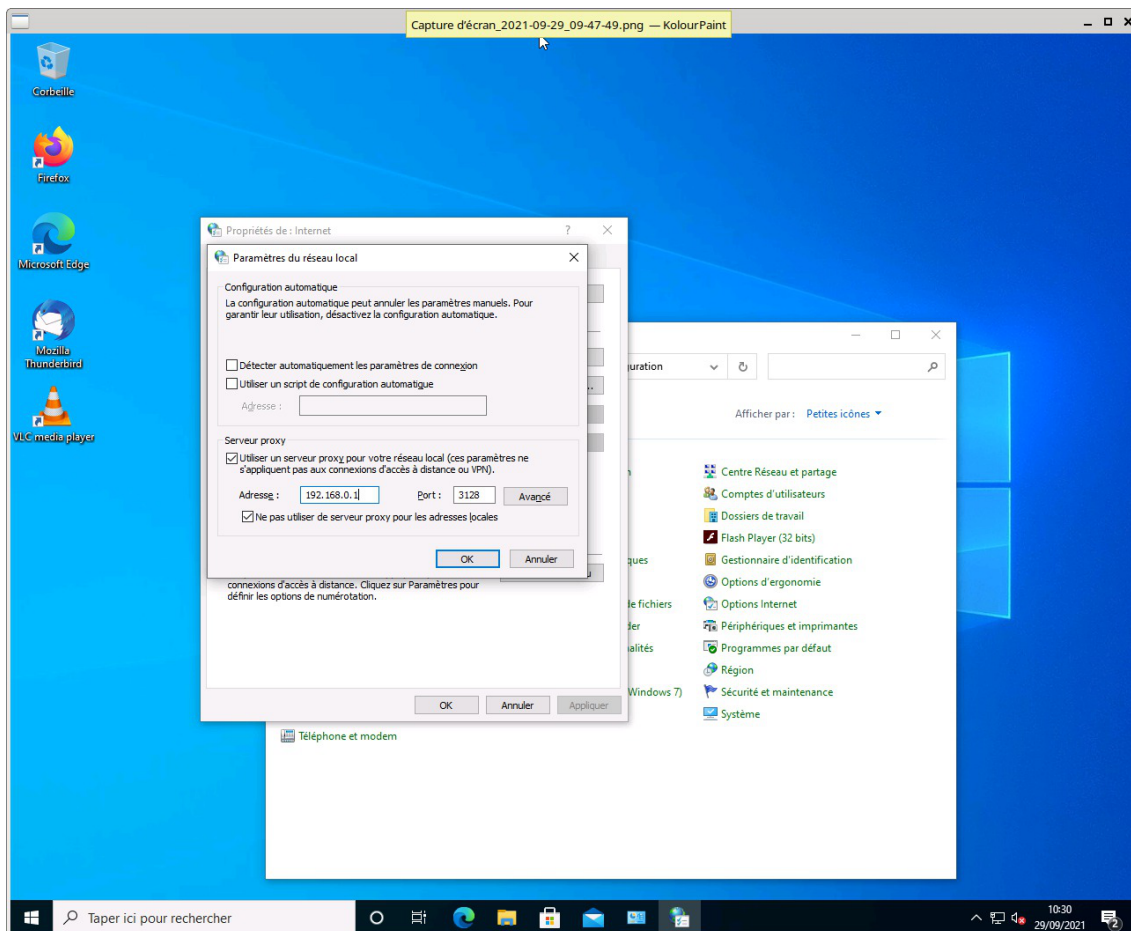 Capture d'écran_2021-09-29_09-47-49.png — KolourPaint
Corbeille
Firefox
Microsoft Edge
Mozilla
Thunderbird
VLC media player
Propriétés de : Internet
Paramètres du réseau local
Configuration automatique
La configuration automatique peut annuler les paramètres manuels. Pour
garantir leur utilisation, désactivez la configuration automatique.
Détecter automatiquement les paramètres de connexion
Utiliser un script de configuration automatique
Adresse :
Serveur proxy
Utiliser un serveur proxy pour votre réseau local (ces paramètres ne
s'appliquent pas aux connexions d'accès à distance ou VPN).
Adresse : 192.168.0.1 Port : 3128 Avancé
Ne pas utiliser de serveur proxy pour les adresses locales
OK Annuler
connexions d'accès à distance. Cliquez sur Paramètres pour
définir les options de numérotation.
OK Annuler Appliquer
uration
Afficher par : Petites icônes
Centre Réseau et partage
Comptes d'utilisateurs
Dossiers de travail
Flash Player (32 bits)
ques
Gestionnaire d'identification
Options d'ergonomie
de fichiers
Options Internet
der
Périphériques et imprimantes
alités
Programmes par défaut
Région
Windows 7)
Sécurité et maintenance
Système
Téléphone et modem
Taper ici pour rechercher
10:30
29/09/2021
2